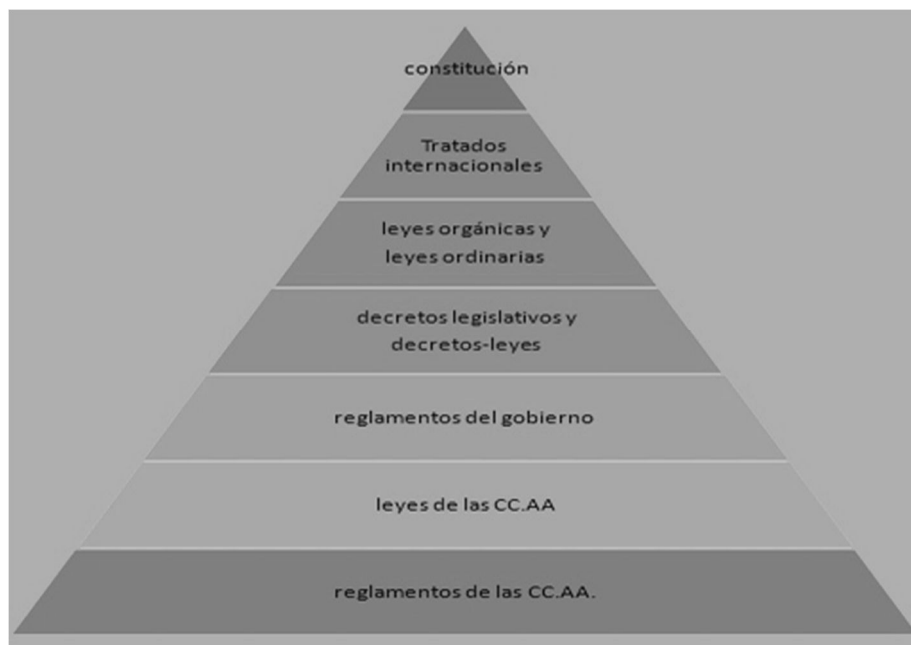 constitución
Tratados
internacionales
leyes orgánicas y
leyes ordinarias
decretos legislativos y
decretos-leyes
reglamentos del gobierno
leyes de las CC.AA
reglamentos de las CC.AA.